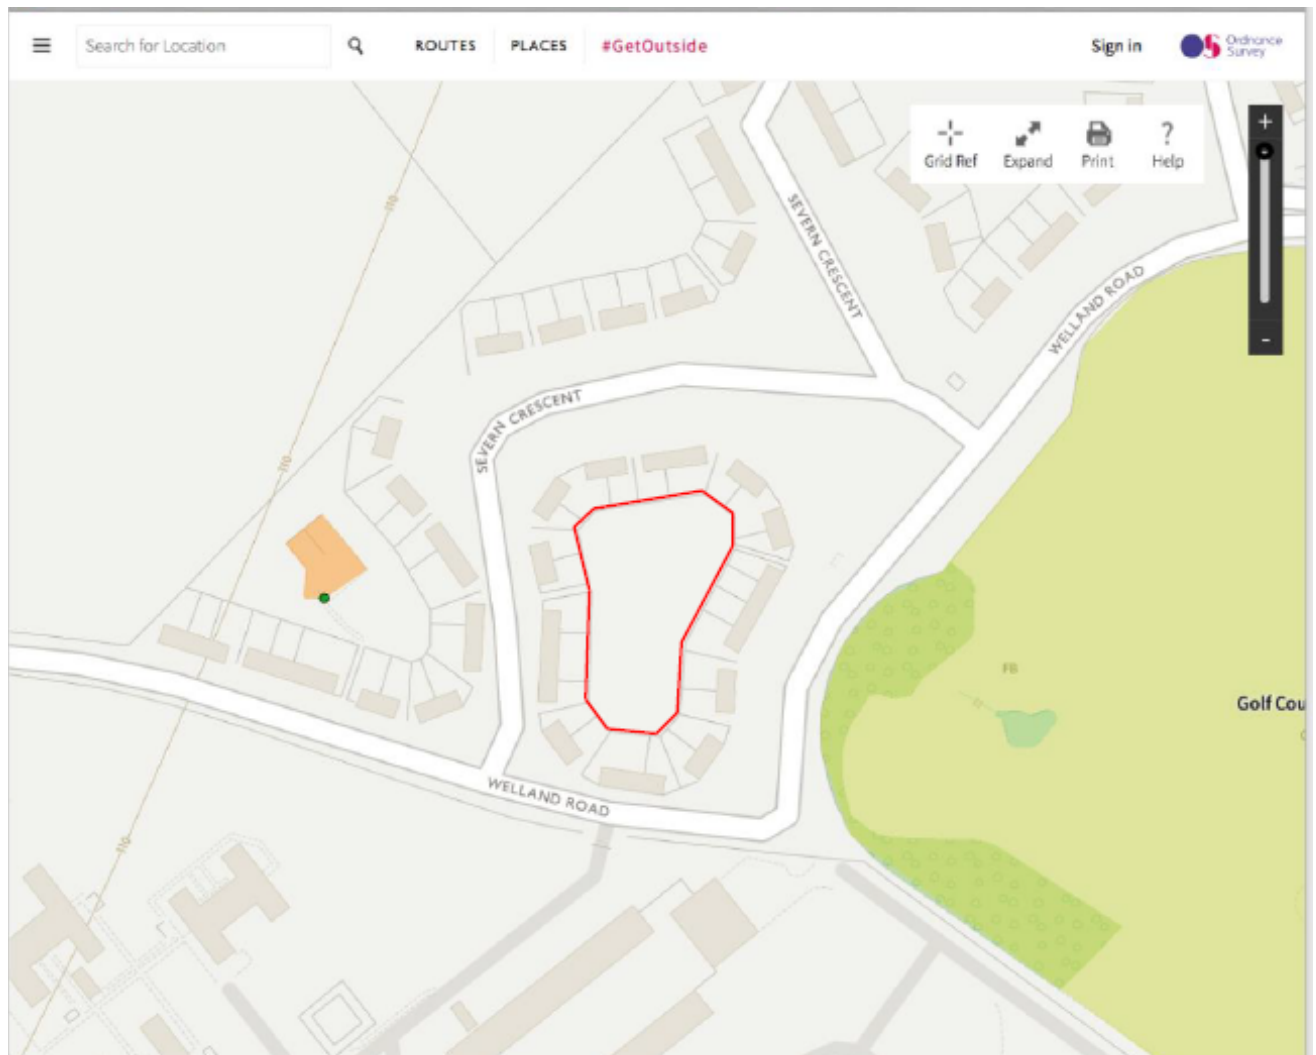 Search for Location
ROUTES
PLACES
#GetOutside
Sign in
Ordnance
Survey
Grid Ref
Expand
Print
?
Help
+
-
110
SEVERN CRESCENT
WELLAND ROAD
SEVERN CRESCENT
110
FB
Golf Cou
WELLAND ROAD
110